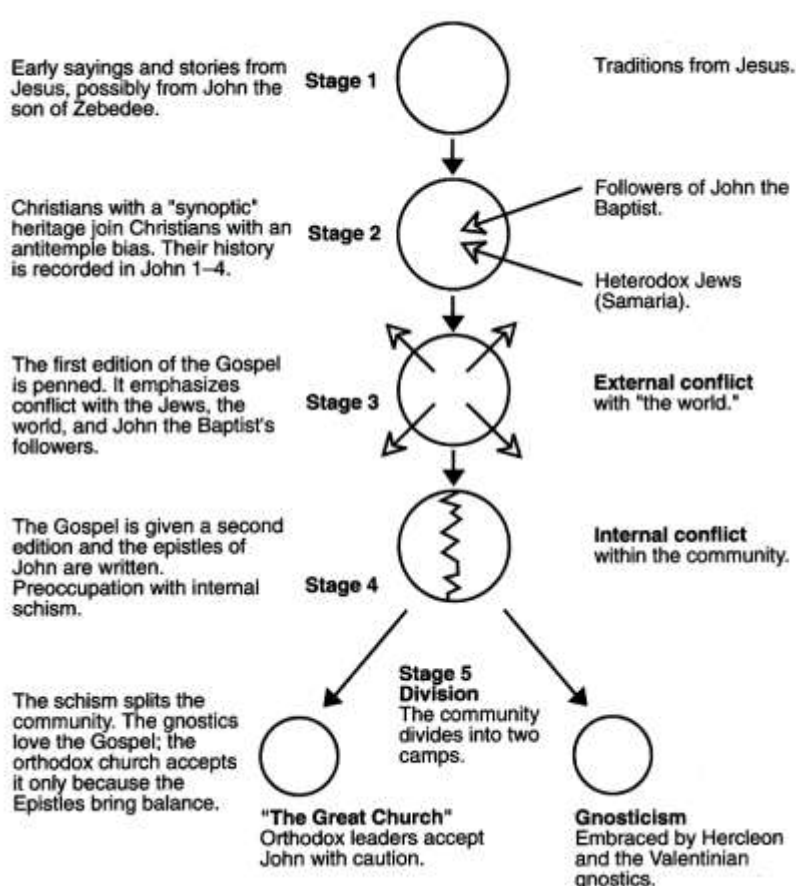 Early sayings and stories from
Jesus, possibly from John the
son of Zebedee.
Stage 1
Traditions from Jesus.
Christians with a "synoptic"
heritage join Christians with an
antitemple bias. Their history
is recorded in John 1–4.
Stage 2
Followers of John the
Baptist.
Heterodox Jews
(Samaria).
The first edition of the Gospel
is penned. It emphasizes
conflict with the Jews, the
world, and John the Baptist's
followers.
Stage 3
External conflict
with "the world."
The Gospel is given a second
edition and the epistles of
John are written.
Preoccupation with internal
schism.
Stage 4
Internal conflict
within the community.
The schism splits the
community. The gnostics
love the Gospel; the
orthodox church accepts
it only because the
Epistles bring balance.
Stage 5
Division
The community
divides into two
camps.
"The Great Church"
Orthodox leaders accept
John with caution.
Gnosticism
Embraced by Hercleon
and the Valentinian
gnostics.